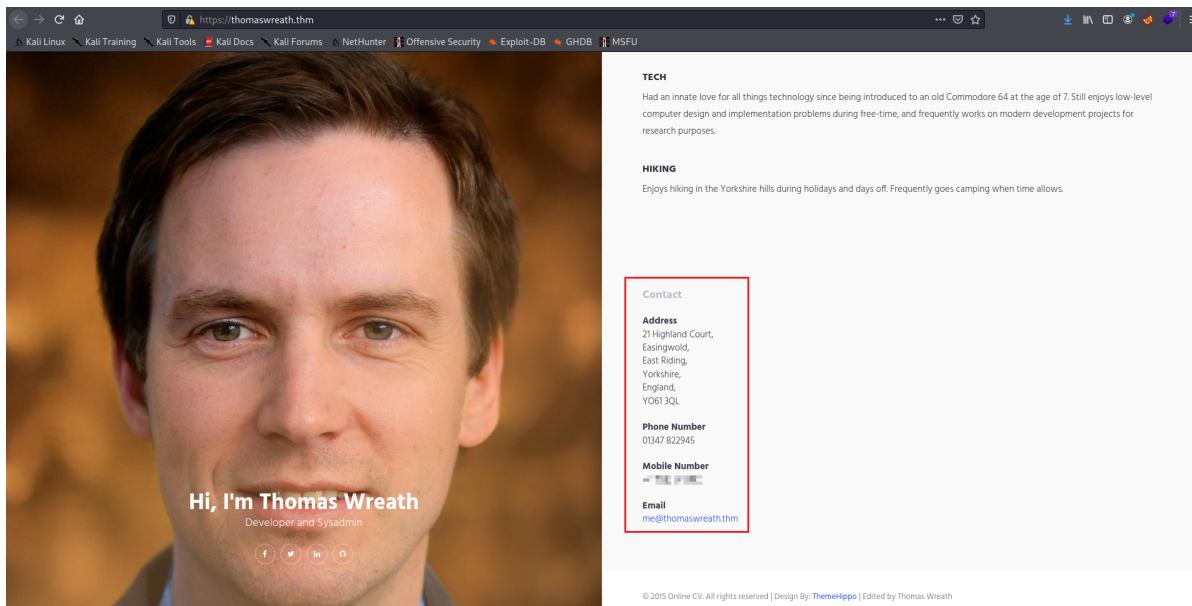 https://thomaswreath.thm
Kali Linux Kali Training Kali Tools Kali Docs Kali Forums NetHunter Offensive Security Exploit-DB GHDB MSFU
Hi, I'm Thomas Wreath
Developer and Sysadmin
TECH
Had an innate love for all things technology since being introduced to an old Commodore 64 at the age of 7. Still enjoys low-level
computer design and implementation problems during free-time, and frequently works on modern development projects for
research purposes.
HIKING
Enjoys hiking in the Yorkshire hills during holidays and days off. Frequently goes camping when time allows.
Contact
Address
21 Highland Court,
Easingwold,
East Riding,
Yorkshire,
England,
YO61 3QL
Phone Number
01347 822945
Mobile Number
Email
me@thomaswreath.thm
© 2015 Online CV. All rights reserved | Design By: ThemeHippo | Edited by Thomas Wreath